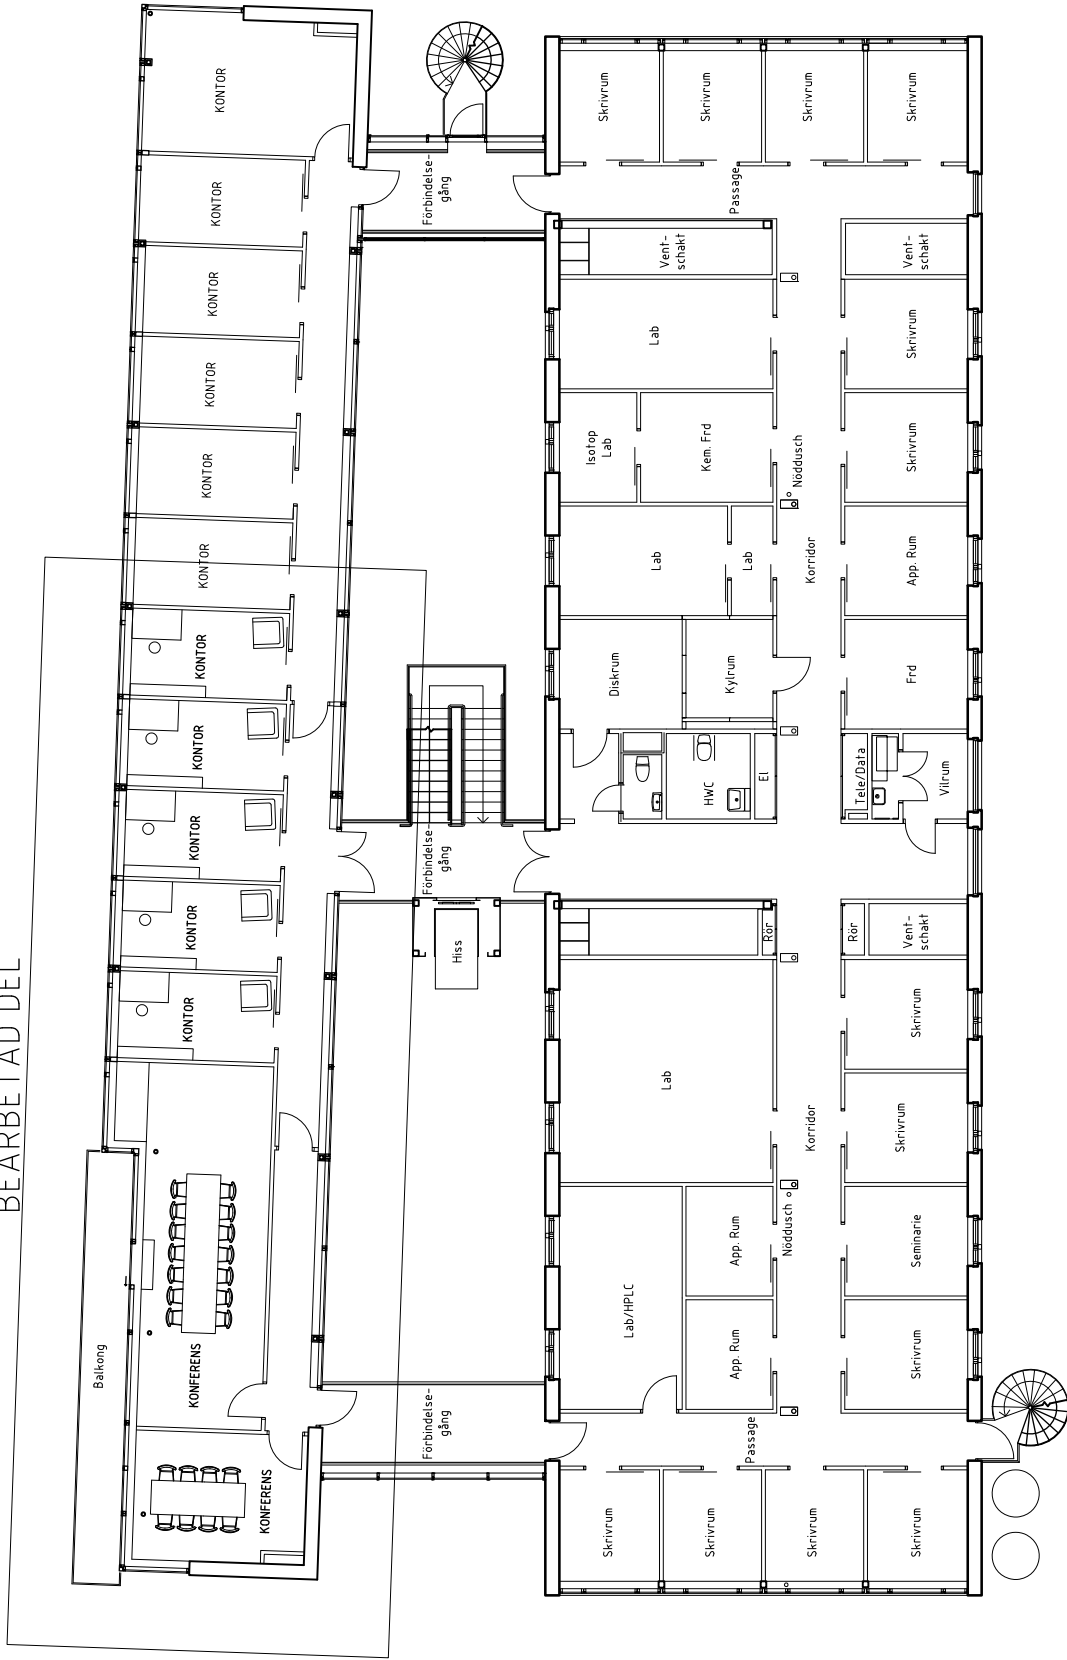 KONTOR
KONTOR
KONTOR
KONTOR
KONTOR
KONTOR
KONTOR
KONTOR
KONTOR
KONTOR
KONTOR
KONFERENS
KONFERENS
Balkong
BEARBETAD DEL
Förbindelse-
gång
Förbindelse-
gång
Hiss
Förbindelse-
gång
Skrivrum
Skrivrum
Skrivrum
Skrivrum
Passage
Vent-
schakt
Vent-
schakt
Lab
Skrivrum
Isotop
Lab
Kem. Frd
Nöddusch
Skrivrum
Lab
Lab
Korridor
App. Rum
Diskrum
Kylrum
Frd
HWC
El
Tele/Data
Vilrum
Rör
Rör
Vent-
schakt
Skrivrum
Lab
Korridor
Skrivrum
App. Rum
Nöddusch
Seminarie
Lab/HPLC
App. Rum
Skrivrum
Passage
Skrivrum
Skrivrum
Skrivrum
Skrivrum